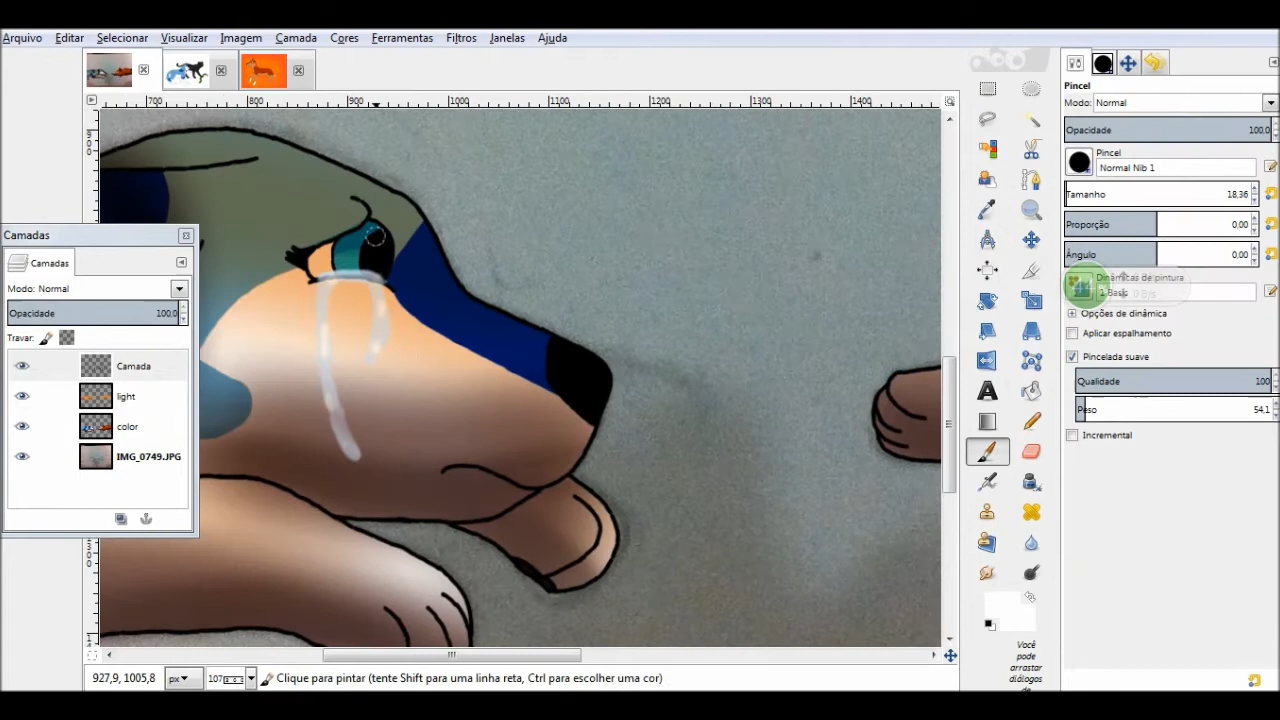 Arquivo Editar Selecionar Visualizar Imagem Camada Cores Ferramentas Filtros Janelas Ajuda
700 800 900 1000 1100 1200 1300 1400
Camadas
Camadas
Modo: Normal
Opacidade 100,0
Travar:
Camada
light
color
IMG_0749.JPG
Pincel
Modo: Normal
Opacidade 100,0
Pincel
Normal Nib 1
Tamanho 18,36
Proporção 0,00
Ângulo 0,00
Dinâmicas de pintura
Opções de dinâmica
Aplicar espalhamento
Pincelada suave
Qualidade 100
Peso 54,1
Incremental
Você
pode
arrastar
diálogos
927,9, 1005,8 px Clique para pintar (tente Shift para uma linha reta, Ctrl para escolher uma cor)